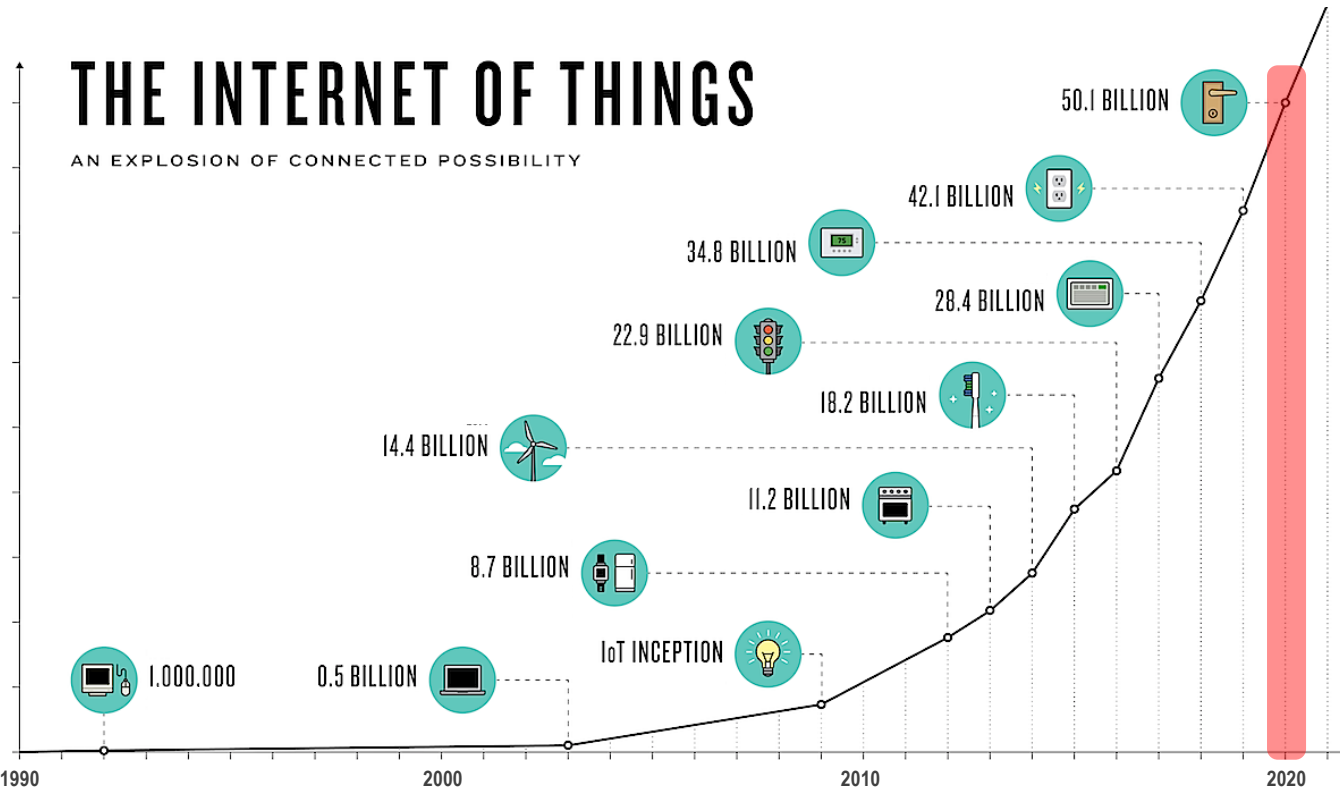 THE INTERNET OF THINGS
AN EXPLOSION OF CONNECTED POSSIBILITY
50.1 BILLION
42.1 BILLION
34.8 BILLION
75
28.4 BILLION
22.9 BILLION
18.2 BILLION
14.4 BILLION
11.2 BILLION
8.7 BILLION
IoT INCEPTION
1.000.000
0.5 BILLION
1990
2000
2010
2020